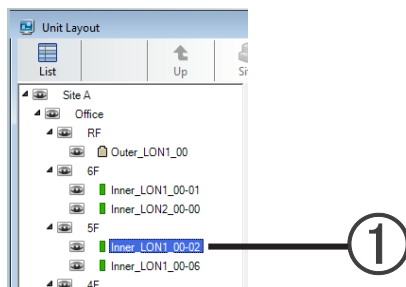 Unit Layout
List Up
Site A
Office
RF
Outer_LON1_00
6F
Inner_LON1_00-01
Inner_LON2_00-00
5F
Inner_LON1_00-02 ①
Inner_LON1_00-06
4F